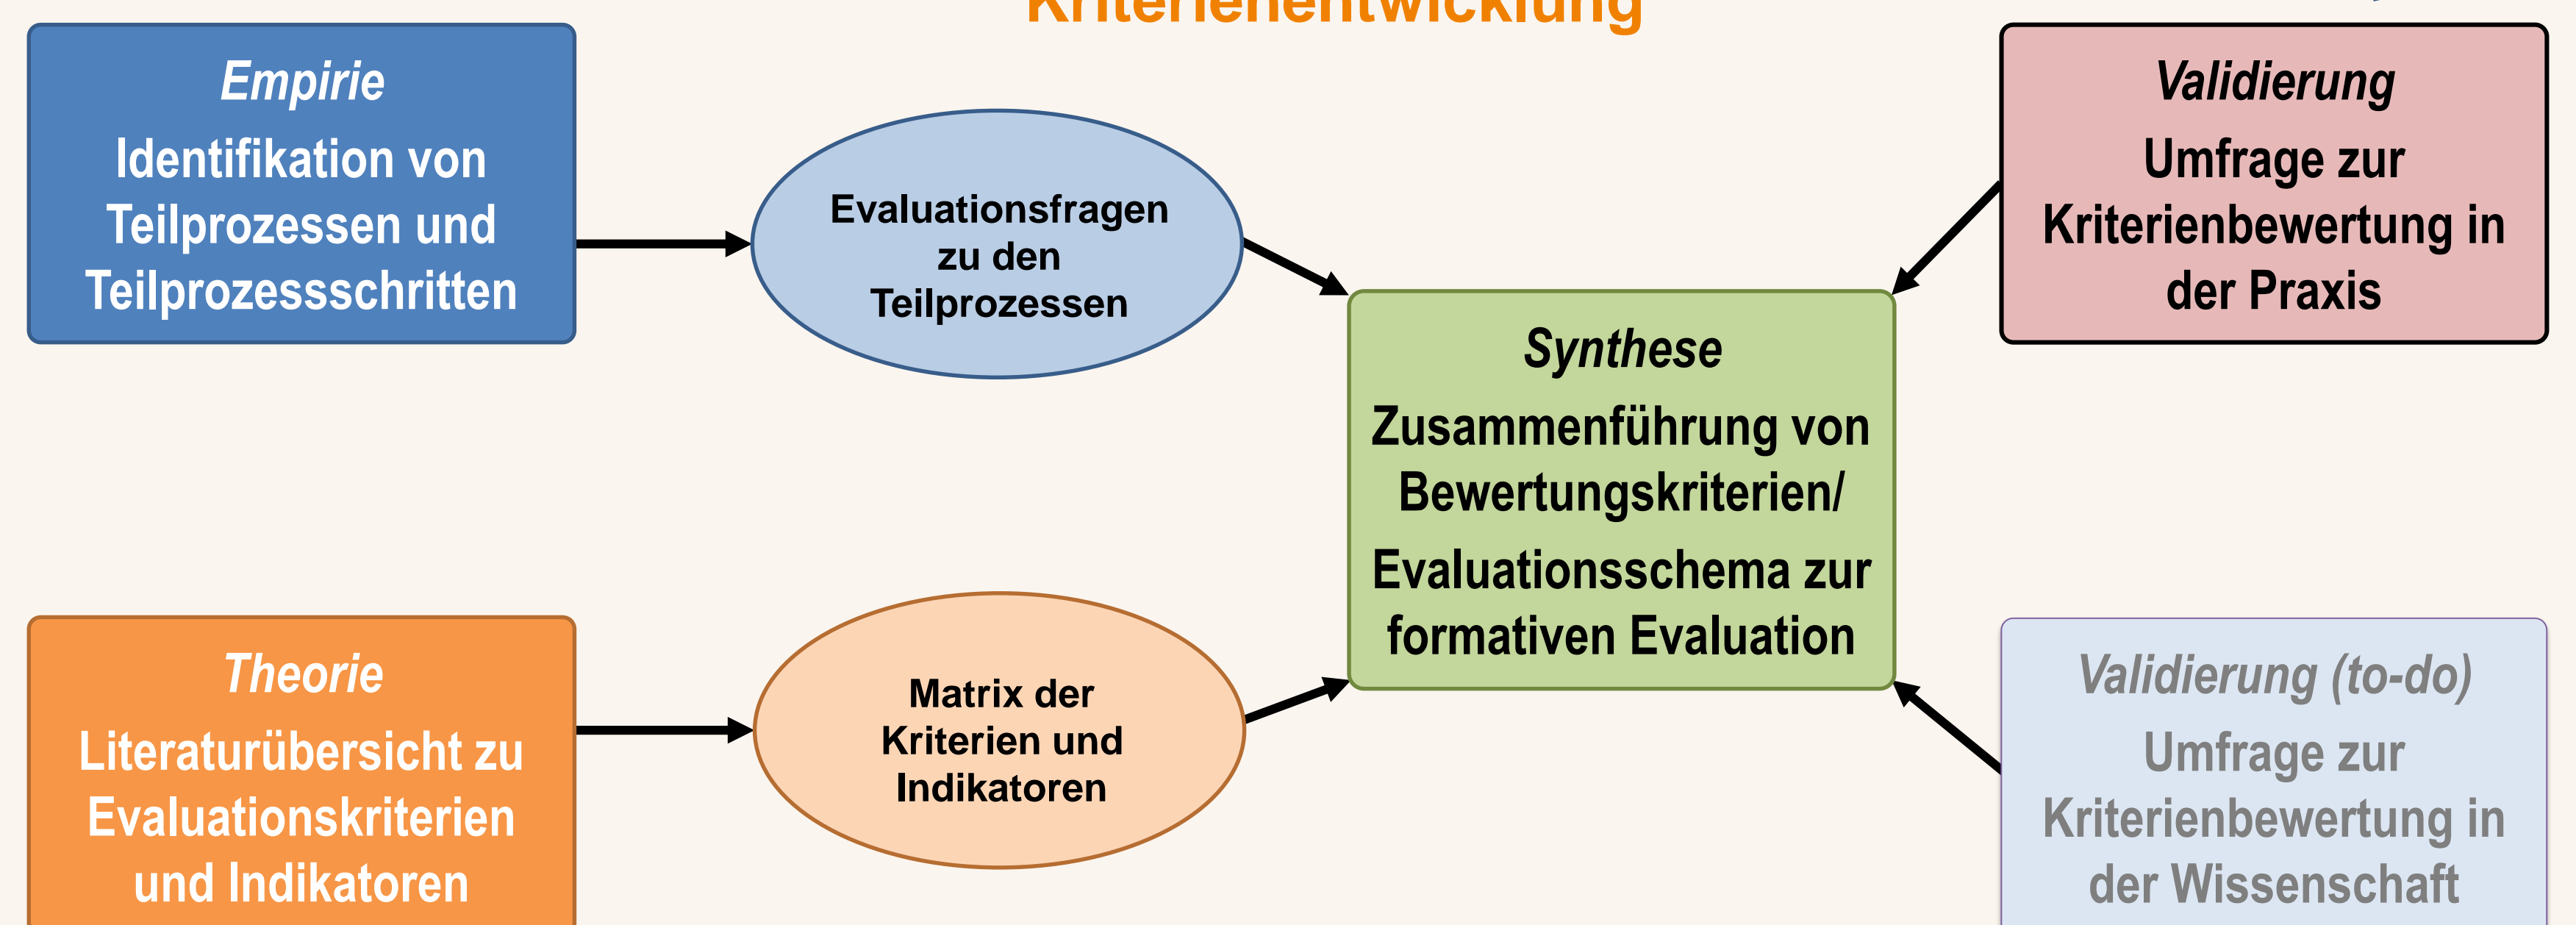 Kriterienentwicklung
Empirie
Identifikation von
Teilprozessen und
Teilprozessschritten
Evaluationsfragen
zu den
Teilprozessen
Validierung
Umfrage zur
Kriterienbewertung in
der Praxis
Synthese
Zusammenführung von
Bewertungskriterien/
Evaluationsschema zur
formativen Evaluation
Theorie
Literaturübersicht zu
Evaluationskriterien
und Indikatoren
Matrix der
Kriterien und
Indikatoren
Validierung (to-do)
Umfrage zur
Kriterienbewertung in
der Wissenschaft